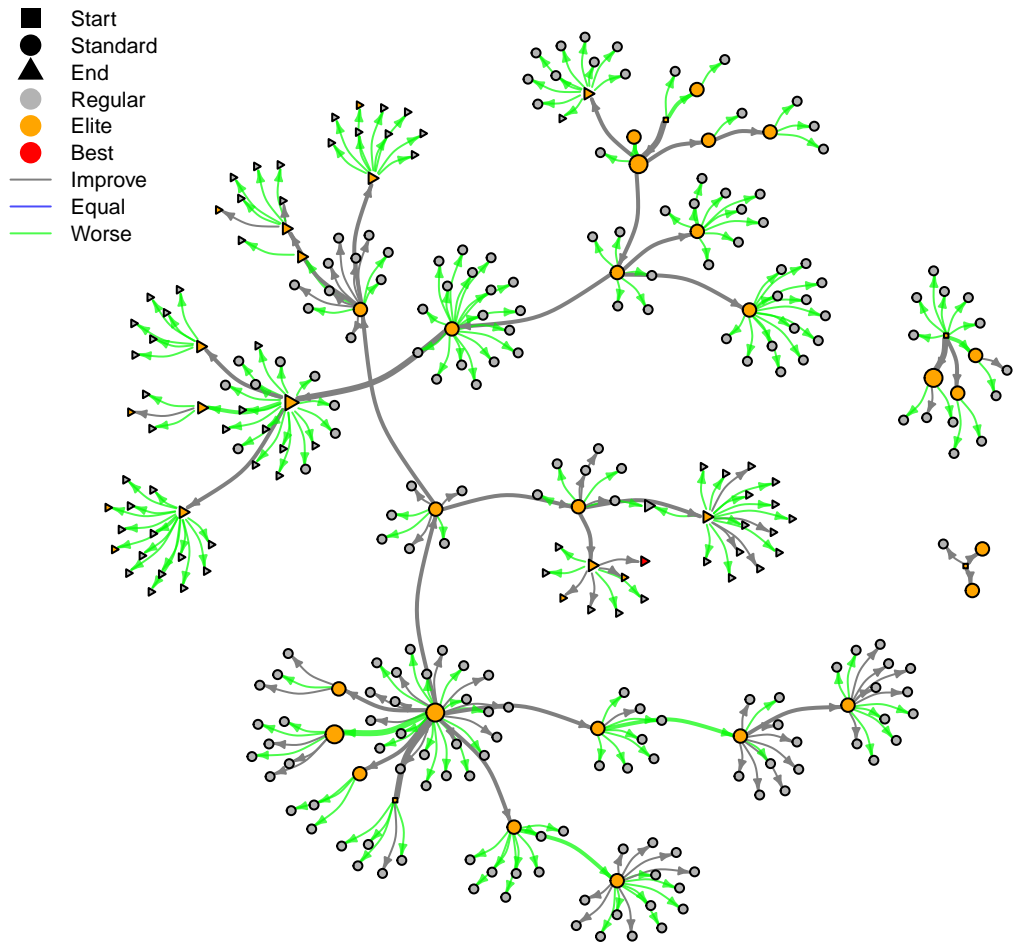 Start
Standard
End
Regular
Elite
Best
Improve
Equal
Worse